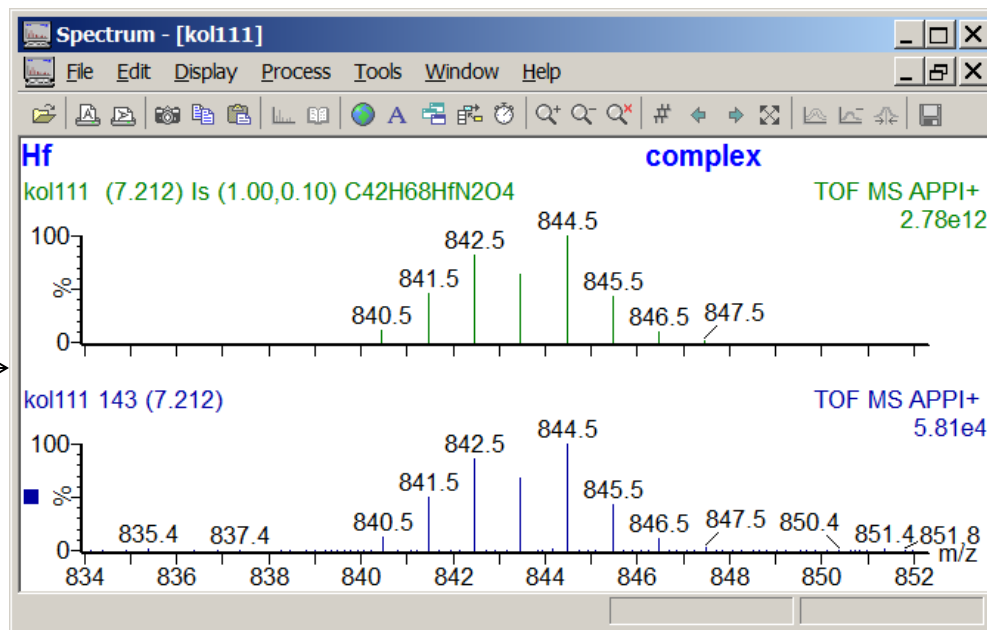 Spectrum - [kol111]
File Edit Display Process Tools Window Help
Hf complex
kol111 (7.212) Is (1.00,0.10) C42H68HfN2O4 TOF MS APPI+
2.78e12
100
%
0
840.5 841.5 842.5 844.5 845.5 846.5 847.5
kol111 143 (7.212) TOF MS APPI+
5.81e4
100
%
0
835.4 837.4 840.5 841.5 842.5 844.5 845.5 846.5 847.5 850.4 851.4 851.8
m/z
834 836 838 840 842 844 846 848 850 852